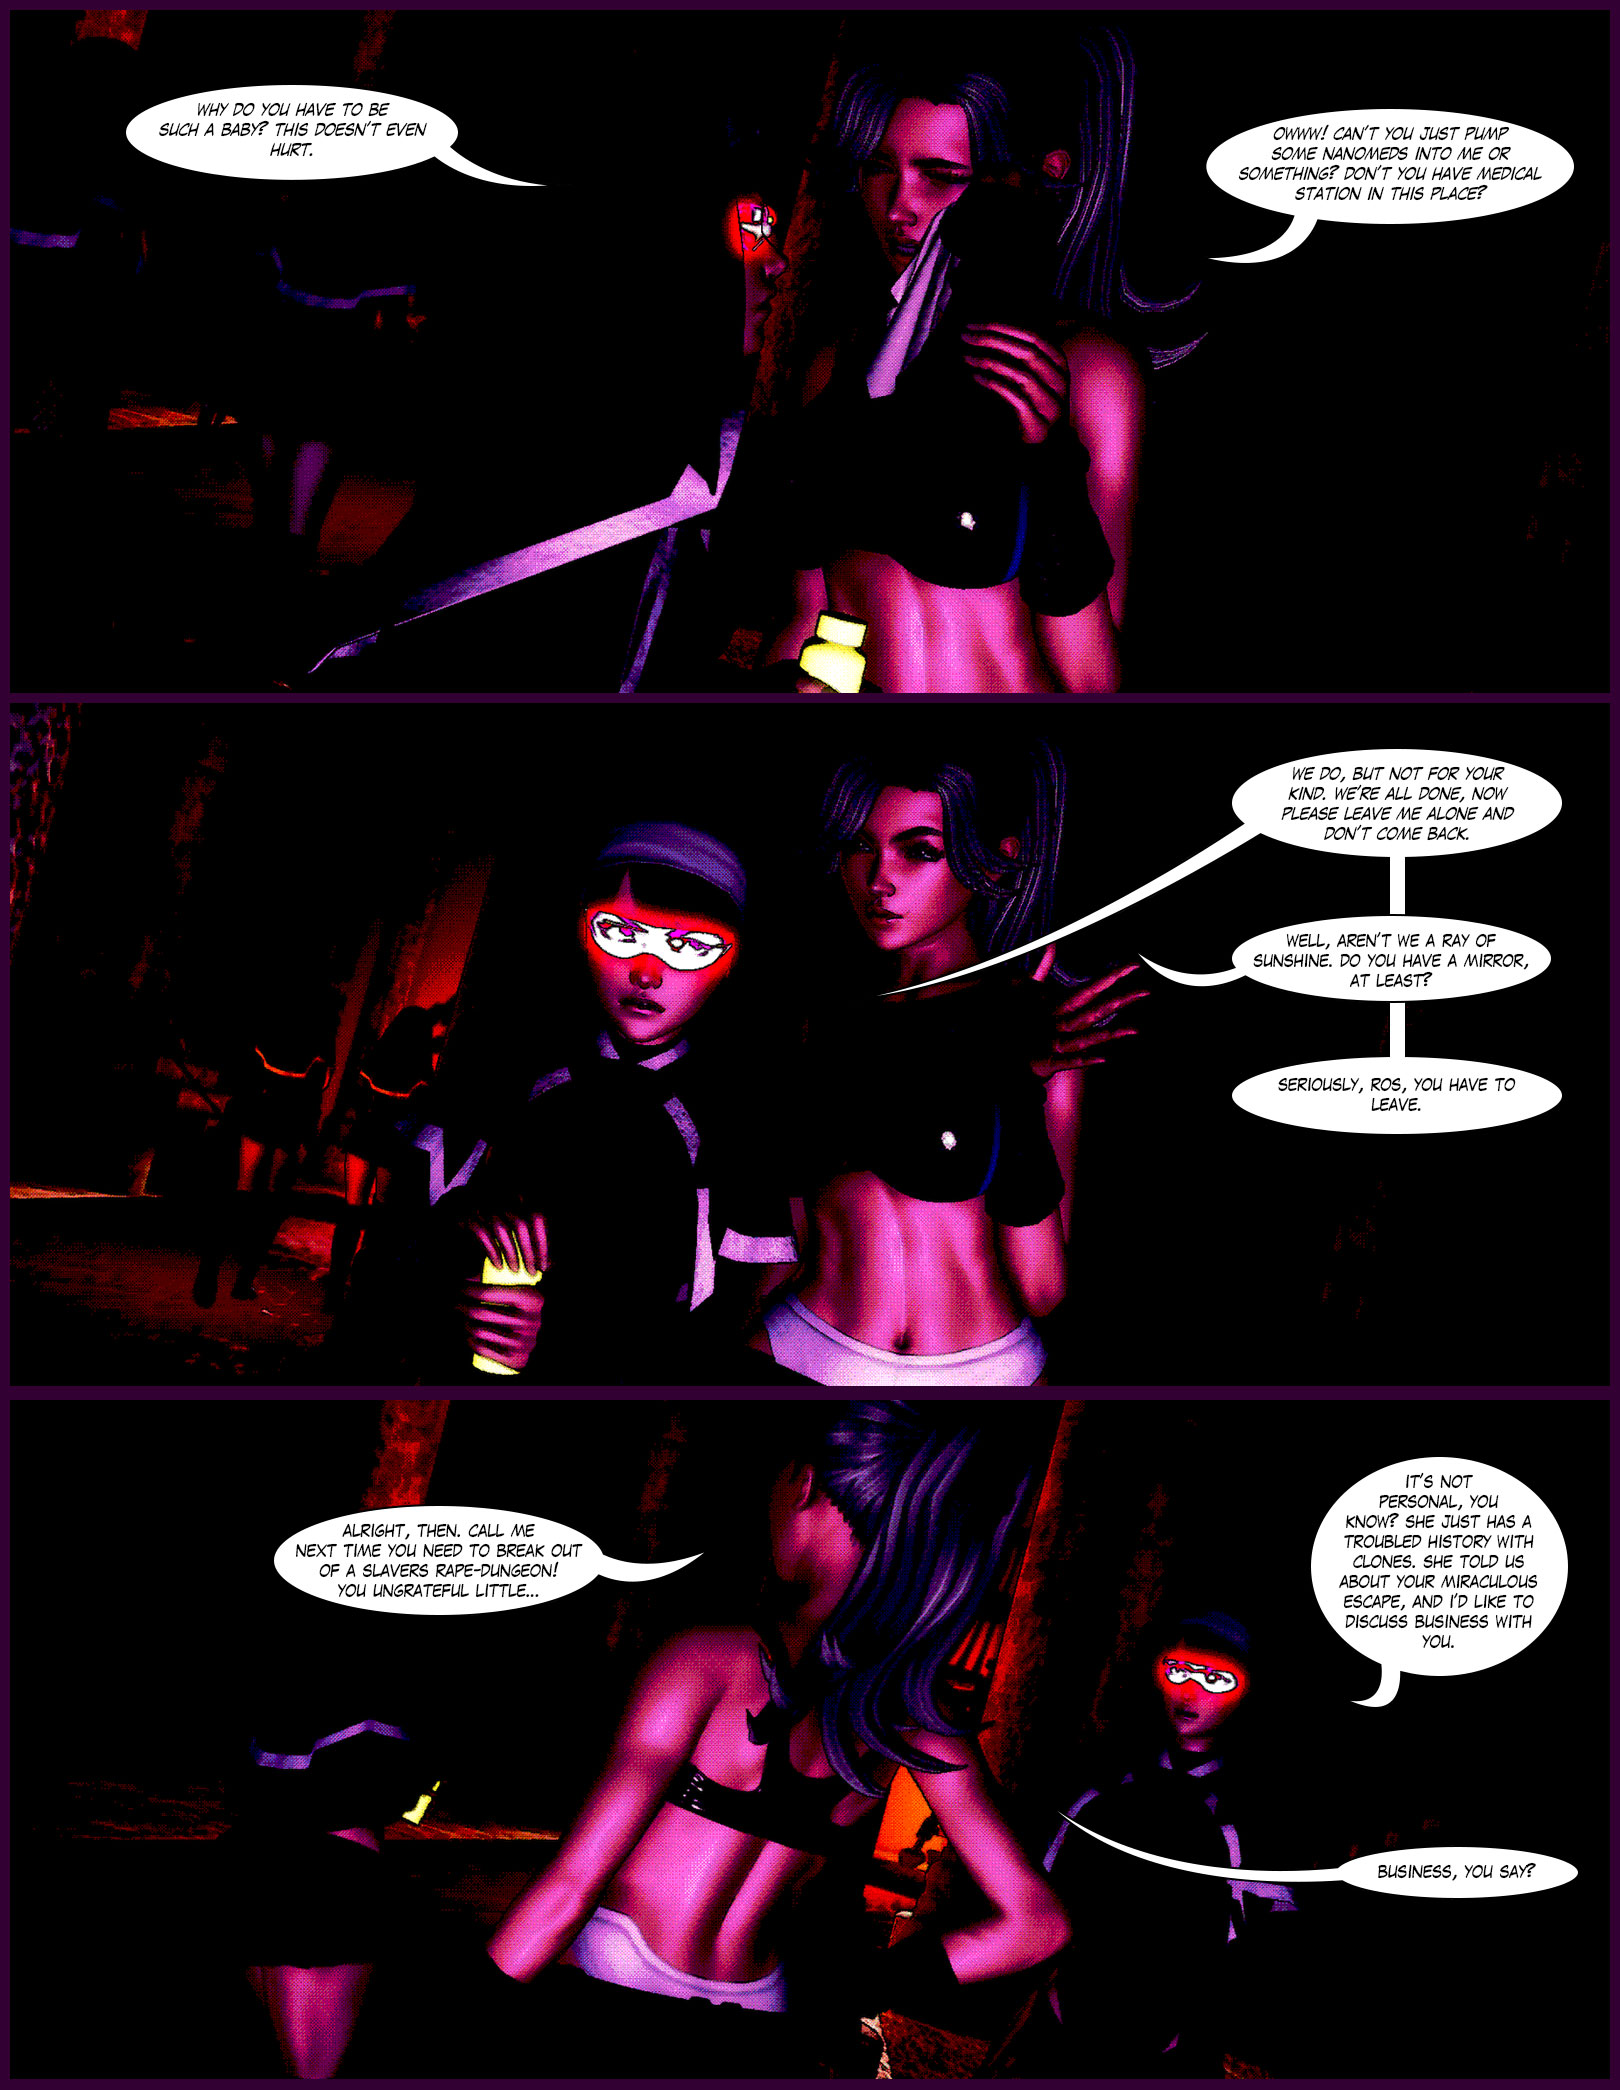 WHY DO YOU HAVE TO BE
SUCH A BABY? THIS DOESN'T EVEN
HURT.
OWWW! CAN'T YOU JUST PUMP
SOME NANOMEDS INTO ME OR
SOMETHING? DON'T YOU HAVE MEDICAL
STATION IN THIS PLACE?
WE DO, BUT NOT FOR YOUR
KIND. WE'RE ALL DONE, NOW
PLEASE LEAVE ME ALONE AND
DON'T COME BACK.
WELL, AREN'T WE A RAY OF
SUNSHINE. DO YOU HAVE A MIRROR,
AT LEAST?
SERIOUSLY, ROS, YOU HAVE TO
LEAVE.
ALRIGHT, THEN. CALL ME
NEXT TIME YOU NEED TO BREAK OUT
OF A SLAVERS RAPE-DUNGEON!
YOU UNGRATEFUL LITTLE...
IT'S NOT
PERSONAL, YOU
KNOW? SHE JUST HAS A
TROUBLED HISTORY WITH
CLONES. SHE TOLD US
ABOUT YOUR MIRACULOUS
ESCAPE, AND I'D LIKE TO
DISCUSS BUSINESS WITH
YOU.
BUSINESS, YOU SAY?